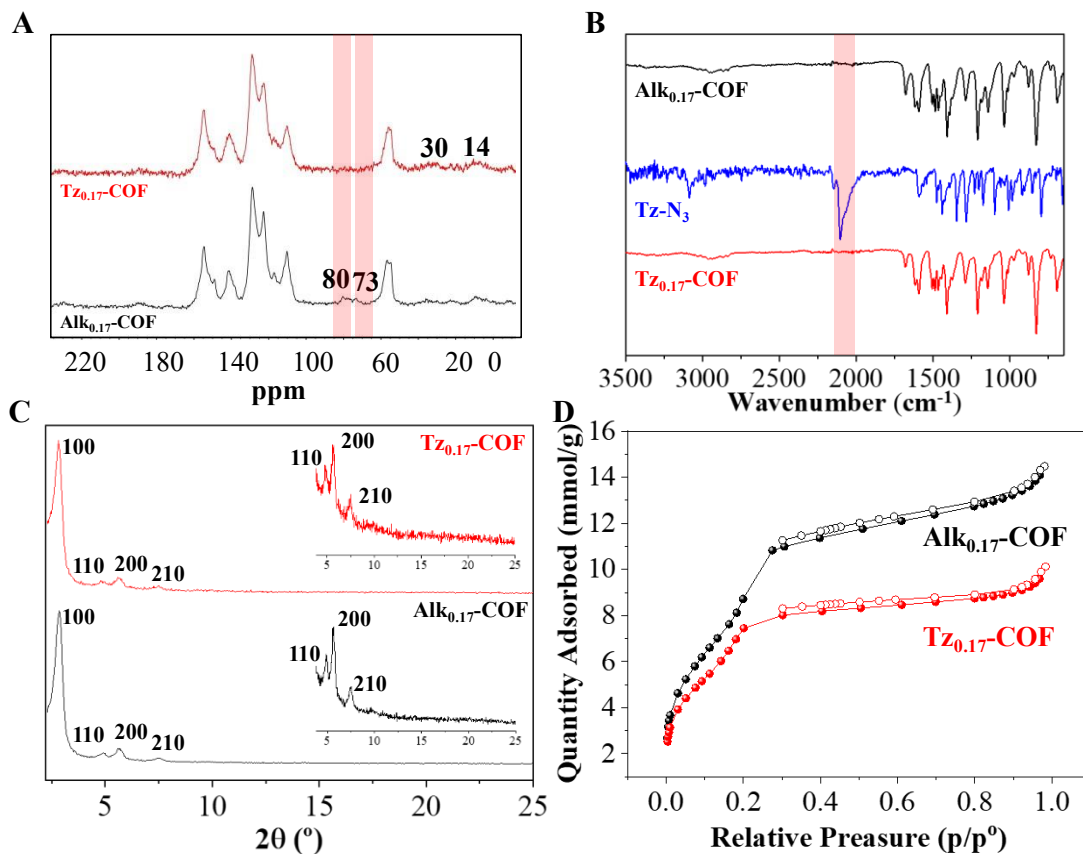 A
Tz0.17-COF
30
14
80
73
Alk0.17-COF
220 180 140 100 60 20 0
ppm
B
Alk0.17-COF
Tz-N3
Tz0.17-COF
3500 3000 2500 2000 1500 1000
Wavenumber (cm-1)
C
100
Tz0.17-COF
110
200
210
5 10 15 20 25
110
200
210
100
Alk0.17-COF
110
200
210
5 10 15 20 25
110
200
210
5 10 15 20 25
2θ (º)
D
Quantity Adsorbed (mmol/g)
16
14
12
10
8
6
4
2
Alk0.17-COF
Tz0.17-COF
0.0 0.2 0.4 0.6 0.8 1.0
Relative Preasure (p/pº)